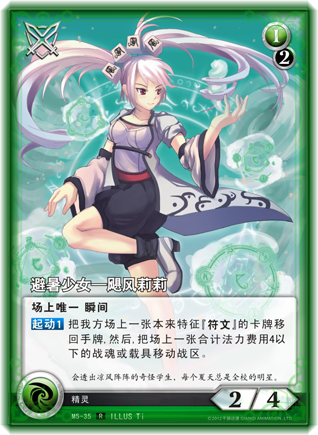 1
2
避暑少女—飓风莉莉
场上唯一 瞬间
起动1 把我方场上一张本来特征『符文』的卡牌移
回手牌,然后,把场上一张合计法力费用4以
下的战魂或载具移动战区。
会透出凉风阵阵的奇怪学生，每个夏天总是全校的明星。
精灵
M5-35 R ILLUS Ti
2/4